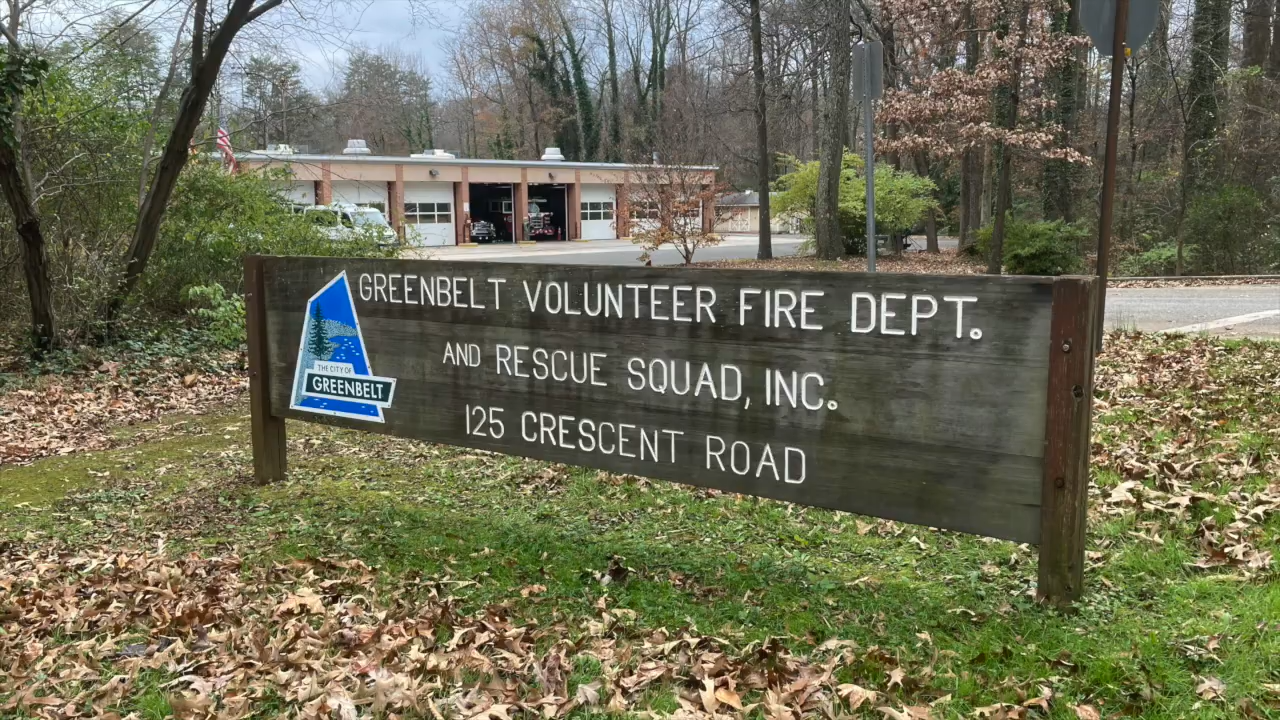 GREENBELT VOLUNTEER FIRE DEPT.
AND RESCUE SQUAD, INC.
125 CRESCENT ROAD
THE CITY OF
GREENBELT